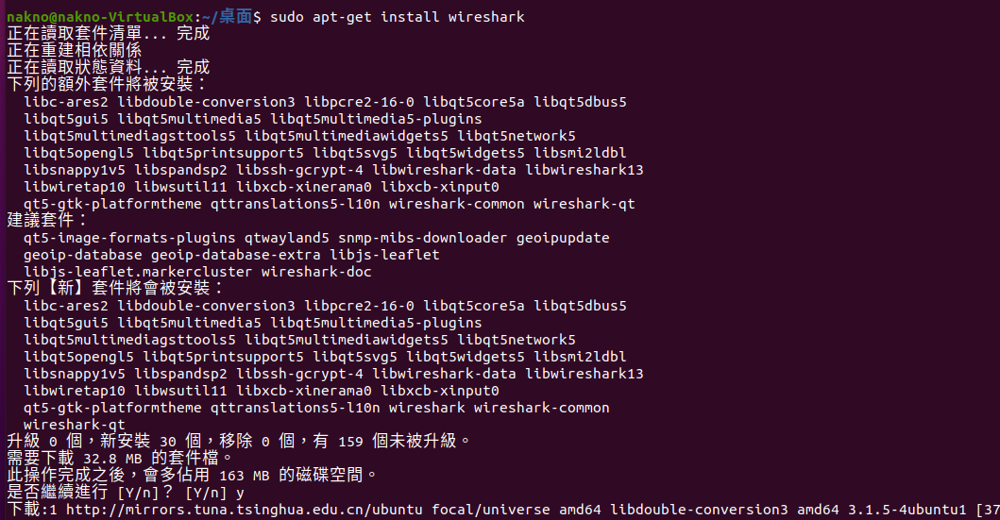 nakno@nakno-VirtualBox:~/桌面$ sudo apt-get install wireshark
正在讀取套件清單... 完成
正在重建相依關係
正在讀取狀態資料... 完成
下列的額外套件將被安裝：
  libc-ares2 libdouble-conversion3 libpcre2-16-0 libqt5core5a libqt5dbus5
  libqt5gui5 libqt5multimedia5 libqt5multimedia5-plugins
  libqt5multimediagsttools5 libqt5multimediawidgets5 libqt5network5
  libqt5opengl5 libqt5printsupport5 libqt5svg5 libqt5widgets5 libsmi2ldbl
  libsnappy1v5 libspandsp2 libssh-gcrypt-4 libwireshark-data libwireshark13
  libwiretap10 libwsutil11 libxcb-xinerama0 libxcb-xinput0
  qt5-gtk-platformtheme qttranslations5-l10n wireshark-common wireshark-qt
建議套件：
  qt5-image-formats-plugins qtwayland5 snmp-mibs-downloader geoipupdate
  geoip-database geoip-database-extra libjs-leaflet
  libjs-leaflet.markercluster wireshark-doc
下列【新】套件將會被安裝：
  libc-ares2 libdouble-conversion3 libpcre2-16-0 libqt5core5a libqt5dbus5
  libqt5gui5 libqt5multimedia5 libqt5multimedia5-plugins
  libqt5multimediagsttools5 libqt5multimediawidgets5 libqt5network5
  libqt5opengl5 libqt5printsupport5 libqt5svg5 libqt5widgets5 libsmi2ldbl
  libsnappy1v5 libspandsp2 libssh-gcrypt-4 libwireshark-data libwireshark13
  libwiretap10 libwsutil11 libxcb-xinerama0 libxcb-xinput0
  qt5-gtk-platformtheme qttranslations5-l10n wireshark wireshark-common
  wireshark-qt
升級 0 個，新安裝 30 個，移除 0 個，有 159 個未被升級。
需要下載 32.8 MB 的套件檔。
此操作完成之後，會多佔用 163 MB 的磁碟空間。
是否繼續進行 [Y/n]？ [Y/n] y
下載:1 http://mirrors.tuna.tsinghua.edu.cn/ubuntu focal/universe amd64 libdouble-conversion3 amd64 3.1.5-4ubuntu1 [37